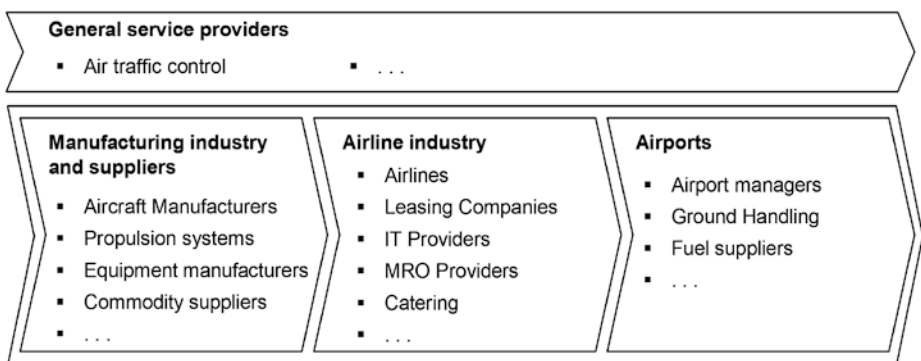 General service providers
▪ Air traffic control
▪ . . .
Manufacturing industry
and suppliers
▪ Aircraft Manufacturers
▪ Propulsion systems
▪ Equipment manufacturers
▪ Commodity suppliers
▪ . . .
Airline industry
▪ Airlines
▪ Leasing Companies
▪ IT Providers
▪ MRO Providers
▪ Catering
▪ . . .
Airports
▪ Airport managers
▪ Ground Handling
▪ Fuel suppliers
▪ . . .